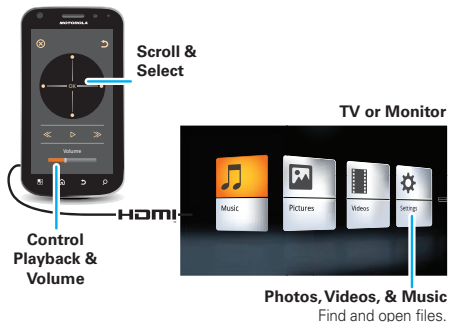 MOTOROLA
Scroll &
Select
OK
Volume
TV or Monitor
HDMI
Music
Pictures
Videos
Settings
Control
Playback &
Volume
Photos, Videos, & Music
Find and open files.